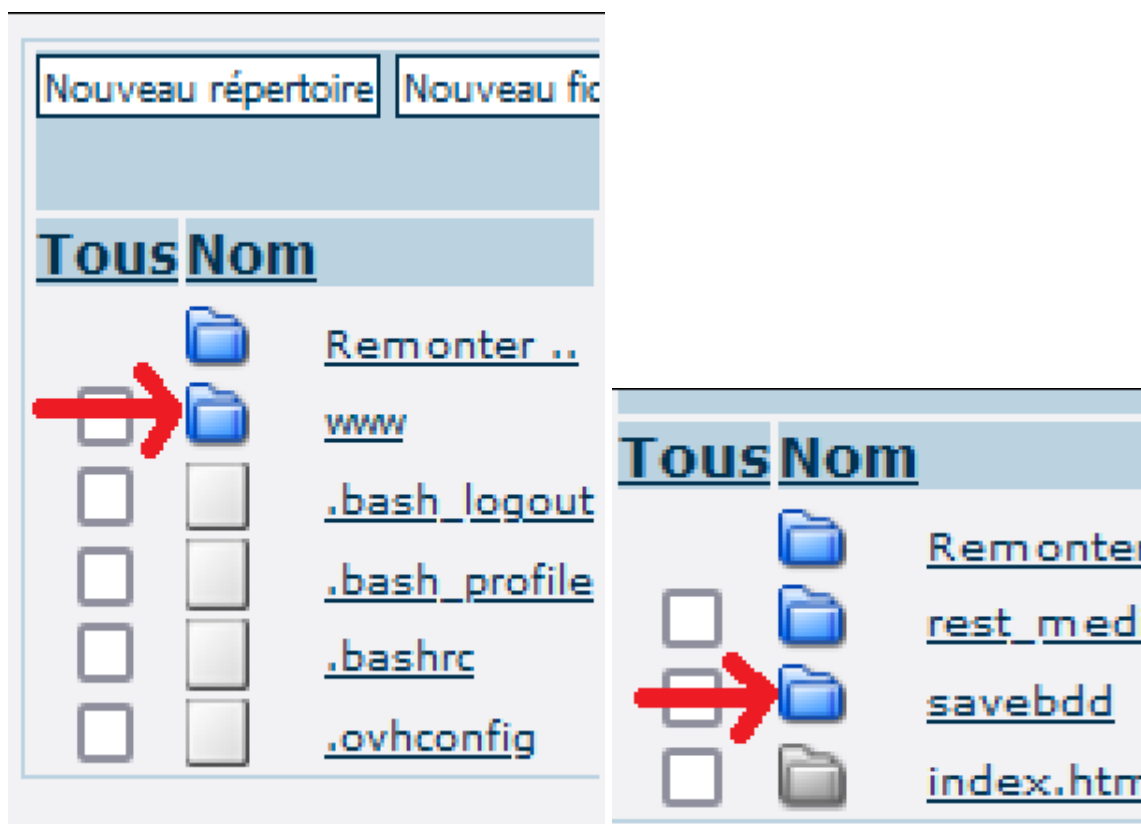 Nouveau répertoire Nouveau fic
Tous Nom
Remonter ..
www
.bash_logout
.bash_profile
.bashrc
.ovhconfig
Tous Nom
Remonter
rest_med
savebdd
index.htm